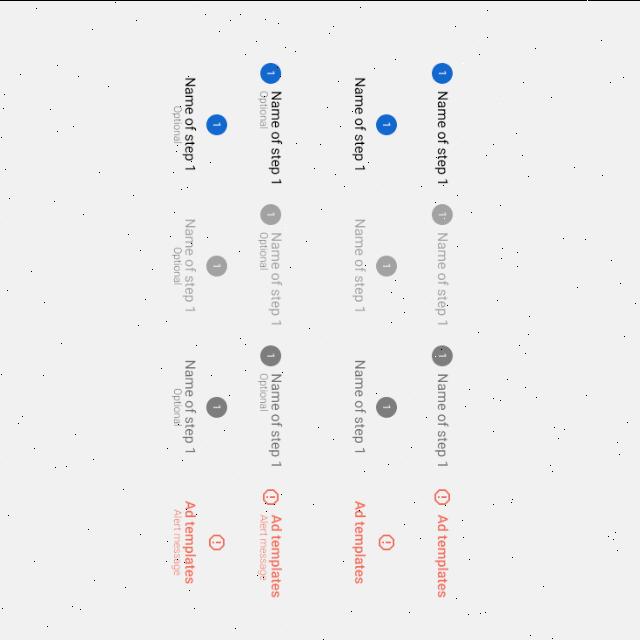 1 Name of step 1 1 Name of step 1 1 Name of step 1 ! Ad templates
1 1 1 !
Name of step 1 Name of step 1 Name of step 1 Ad templates
1 Name of step 1 1 Name of step 1 1 Name of step 1 ! Ad templates
Optional Optional Optional Alert message
1 1 1 !
Name of step 1 Name of step 1 Name of step 1 Ad templates
Optional Optional Optional Alert message